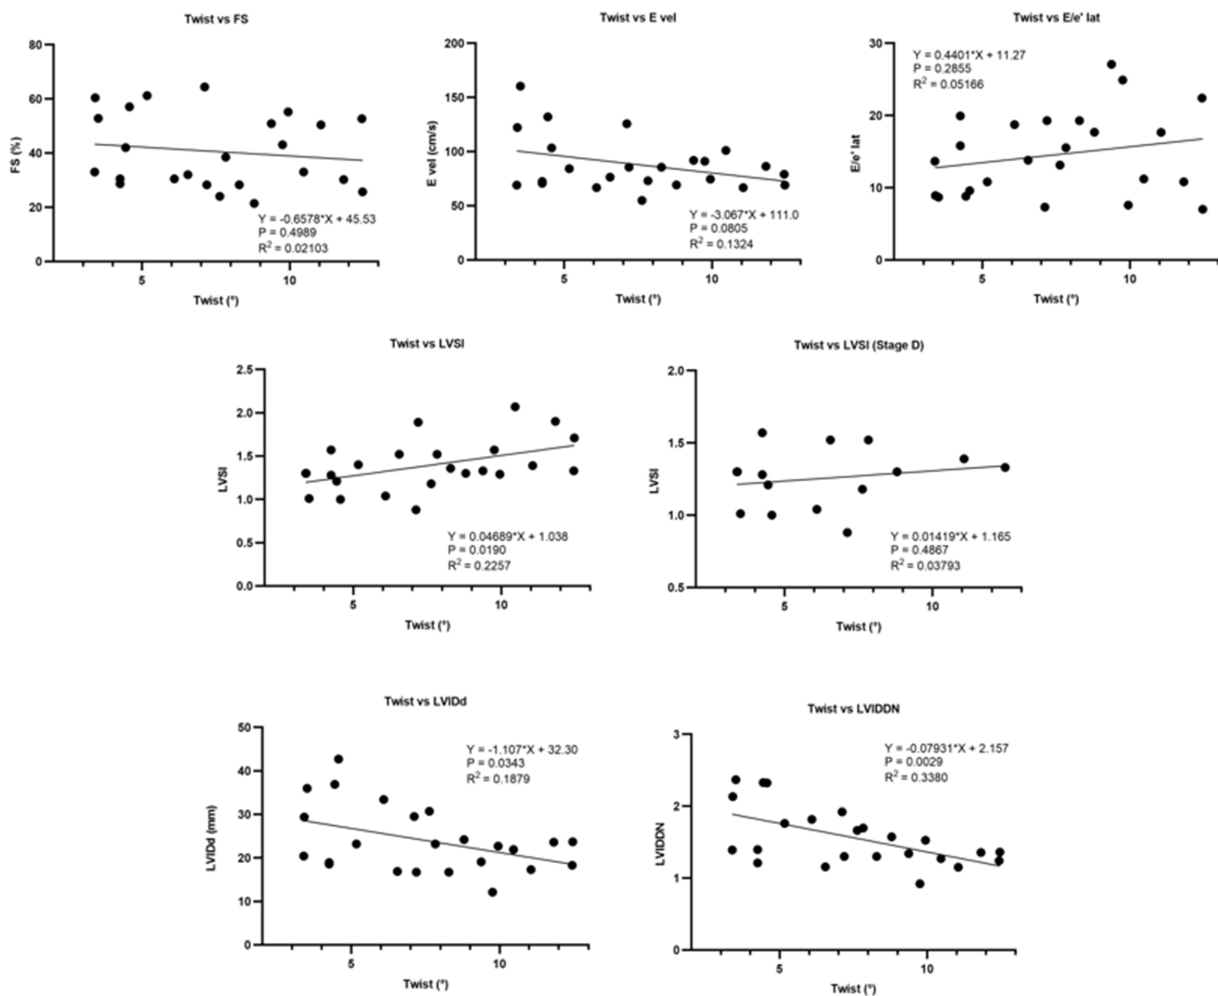 Twist vs FS
80
60
40
20
0
FS (%)
5
10
Twist (°)
Y = -0.6578*X + 45.53
P = 0.4989
R² = 0.02103
Twist vs E vel
200
150
100
50
0
E vel (cm/s)
5
10
Twist (°)
Y = -3.067*X + 111.0
P = 0.0805
R² = 0.1324
Twist vs E/e' lat
30
20
10
0
E/e' lat
5
10
Twist (°)
Y = 0.4401*X + 11.27
P = 0.2855
R² = 0.05166
Twist vs LVSI
2.5
2.0
1.5
1.0
0.5
0.0
LVSI
5
10
Twist (°)
Y = 0.04689*X + 1.038
P = 0.0190
R² = 0.2257
Twist vs LVSI (Stage D)
2.0
1.5
1.0
0.5
LVSI
5
10
Twist (°)
Y = 0.01419*X + 1.165
P = 0.4867
R² = 0.03793
Twist vs LVIDd
50
40
30
20
10
0
LVIDd (mm)
5
10
Twist (°)
Y = -1.107*X + 32.30
P = 0.0343
R² = 0.1879
Twist vs LVIDDN
3
2
1
0
LVIDDN
5
10
Twist (°)
Y = -0.07931*X + 2.157
P = 0.0029
R² = 0.3380